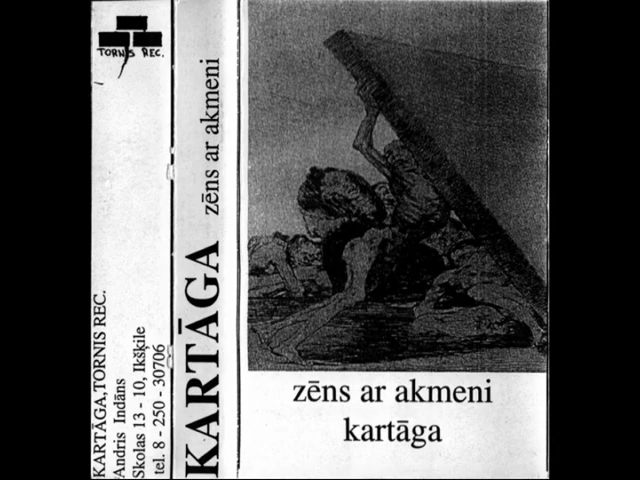 TORNIS REC.
KARTĀGA, TORNIS REC.
Andris Indāns
Skolas 13 - 10, Ikšķile
tel. 8 - 250 - 30706
KARTĀGA zēns ar akmeni
zēns ar akmeni
kartāga